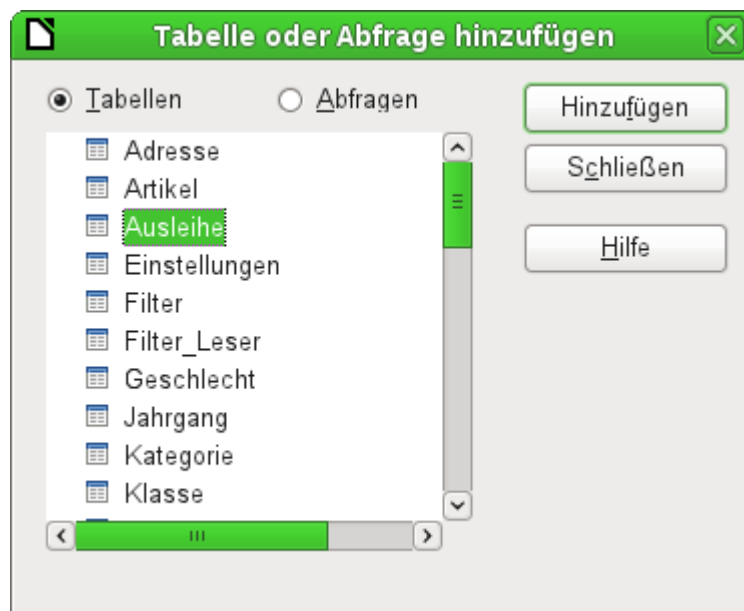 Tabelle oder Abfrage hinzufügen
Tabellen
Abfragen
Hinzufügen
Schließen
Hilfe
Adresse
Artikel
Ausleihe
Einstellungen
Filter
Filter_Leser
Geschlecht
Jahrgang
Kategorie
Klasse